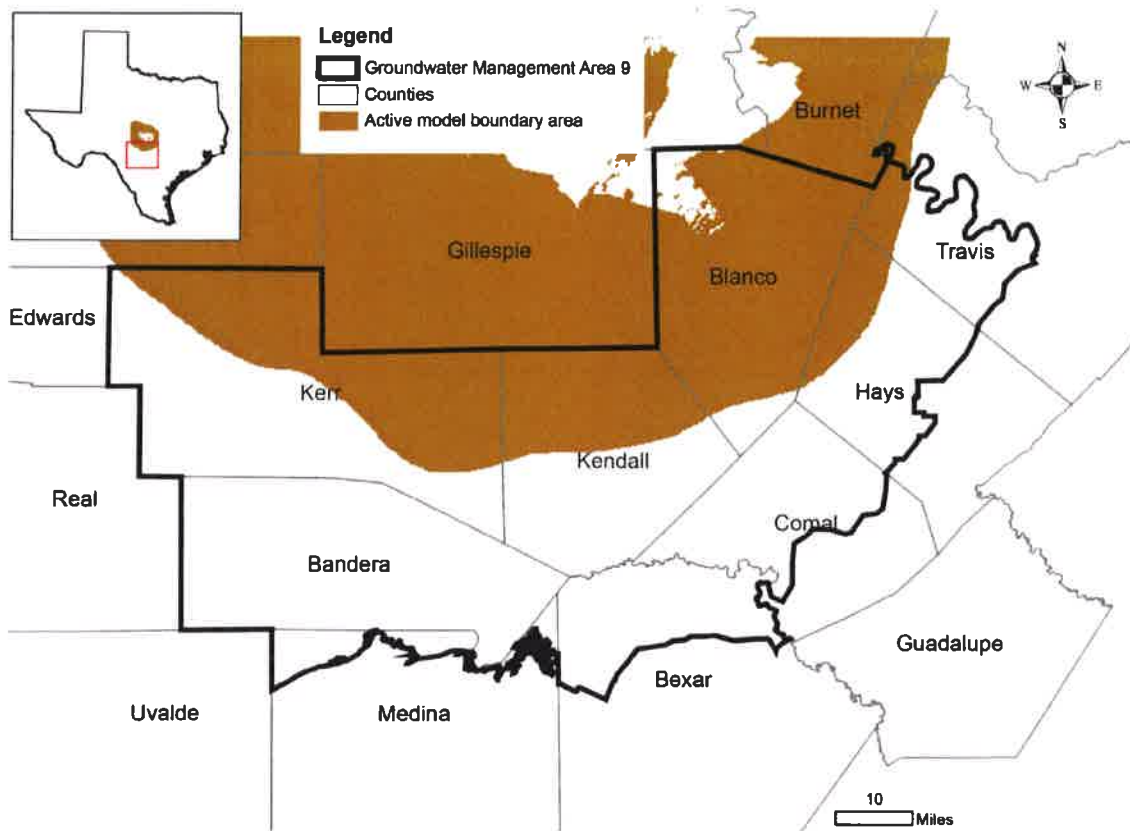 Legend
Groundwater Management Area 9
Counties
Active model boundary area
N
W E
S
Burnet
Travis
Gillespie
Blanco
Edwards
Kerr
Hays
Kendall
Real
Comal
Bandera
Guadalupe
Bexar
Uvalde
Medina
10
Miles